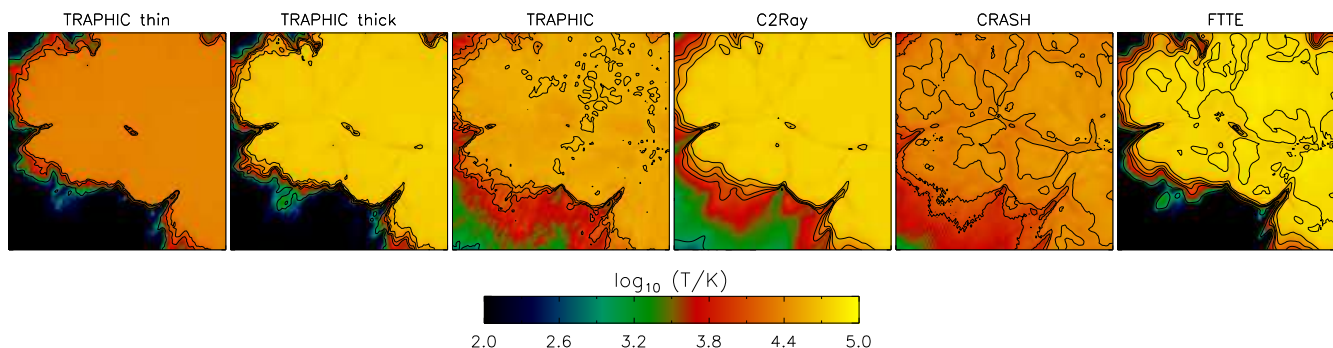 TRAPHIC thin TRAPHIC thick TRAPHIC C2Ray CRASH FTTE
log₁₀ (T/K)
2.0 2.6 3.2 3.8 4.4 5.0